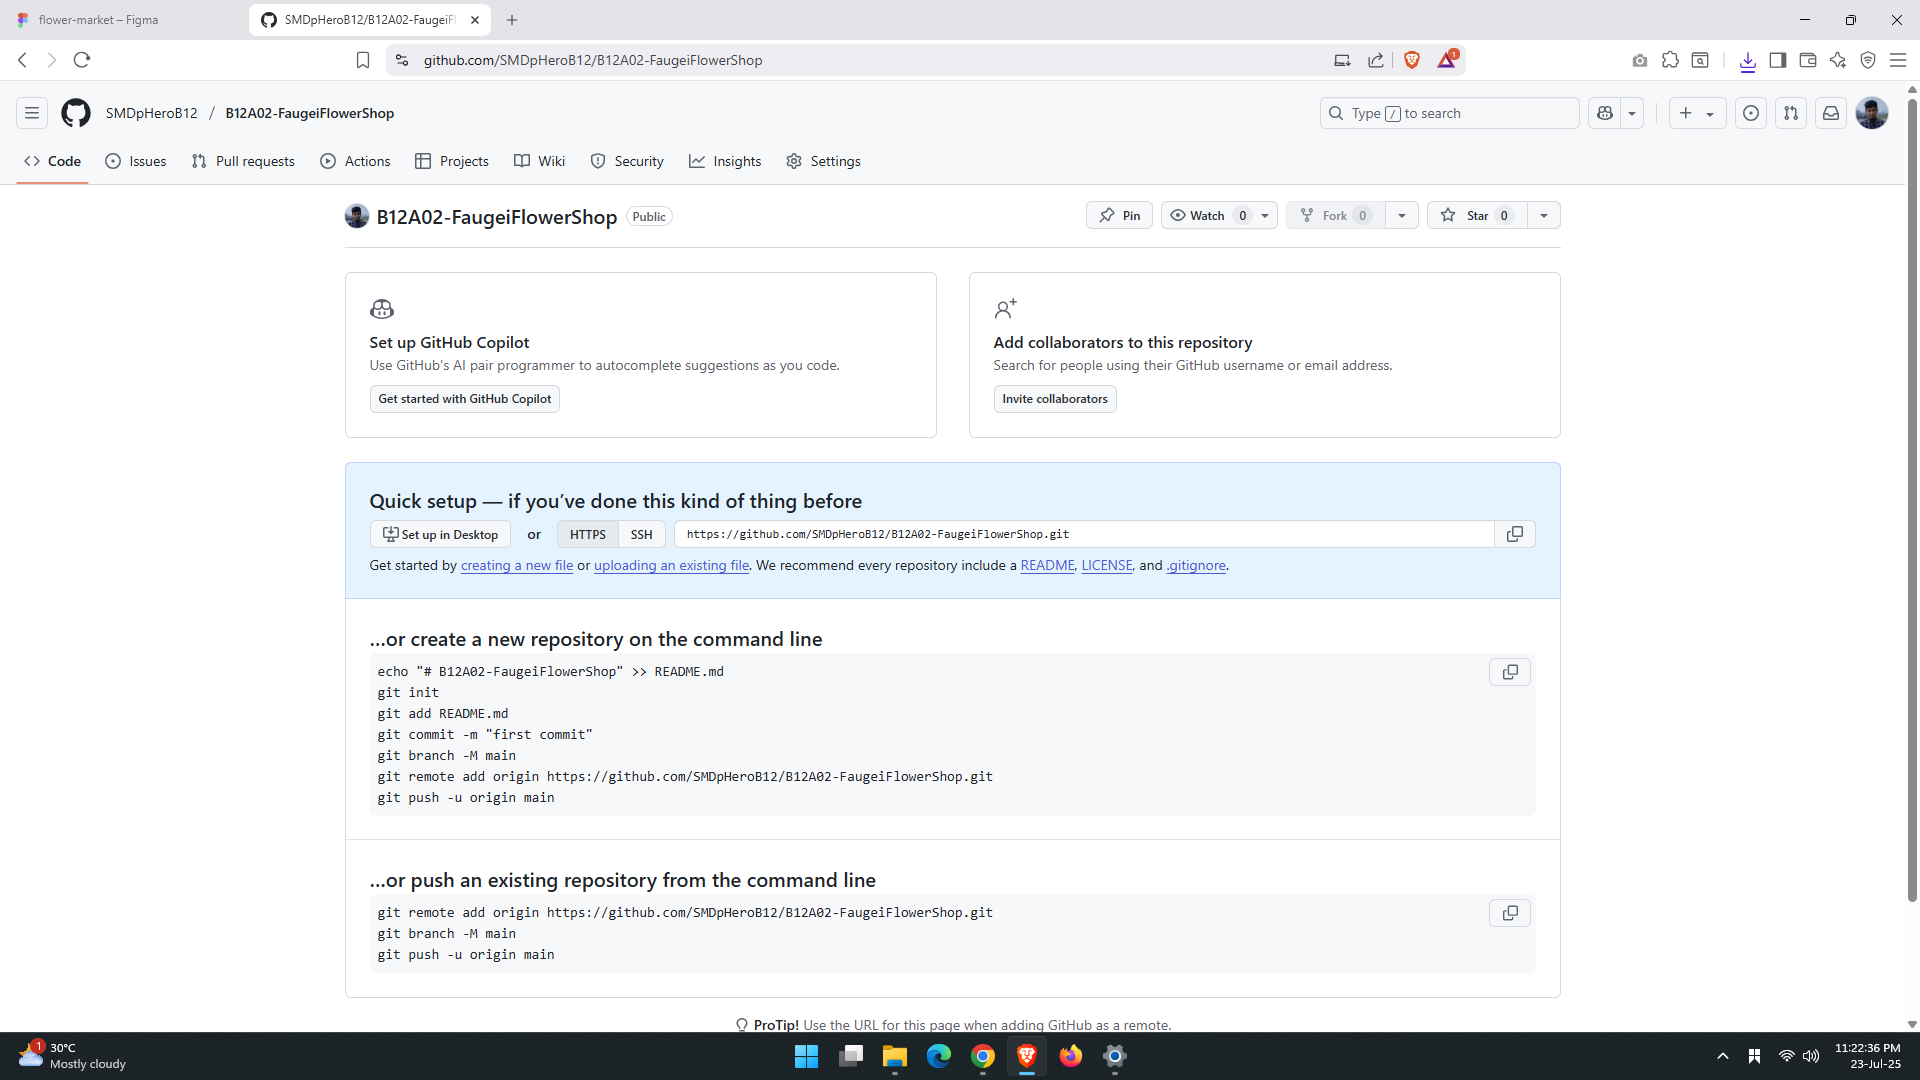 flower-market – Figma
SMDpHeroB12/B12A02-FaugeiFl
github.com/SMDpHeroB12/B12A02-FaugeiFlowerShop
1
SMDpHeroB12 / B12A02-FaugeiFlowerShop
Type / to search
Code
Issues
Pull requests
Actions
Projects
Wiki
Security
Insights
Settings
B12A02-FaugeiFlowerShop Public
Pin
Watch 0
Fork 0
Star 0
Set up GitHub Copilot
Use GitHub's AI pair programmer to autocomplete suggestions as you code.
Get started with GitHub Copilot
Add collaborators to this repository
Search for people using their GitHub username or email address.
Invite collaborators
Quick setup — if you’ve done this kind of thing before
Set up in Desktop or HTTPS SSH https://github.com/SMDpHeroB12/B12A02-FaugeiFlowerShop.git
Get started by creating a new file or uploading an existing file. We recommend every repository include a README, LICENSE, and .gitignore.
…or create a new repository on the command line
echo "# B12A02-FaugeiFlowerShop" >> README.md
git init
git add README.md
git commit -m "first commit"
git branch -M main
git remote add origin https://github.com/SMDpHeroB12/B12A02-FaugeiFlowerShop.git
git push -u origin main
…or push an existing repository from the command line
git remote add origin https://github.com/SMDpHeroB12/B12A02-FaugeiFlowerShop.git
git branch -M main
git push -u origin main
ProTip! Use the URL for this page when adding GitHub as a remote.
1
30°C
Mostly cloudy
11:22:36 PM
23-Jul-25